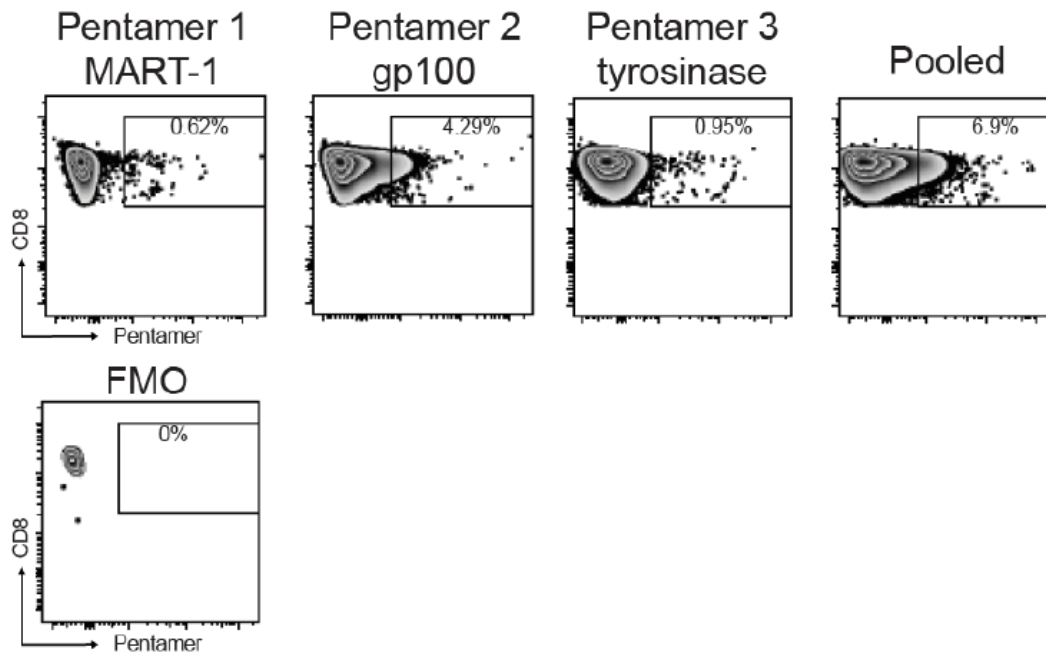 Pentamer 1
MART-1
Pentamer 2
gp100
Pentamer 3
tyrosinase
Pooled
0.62%
4.29%
0.95%
6.9%
CD8
Pentamer
FMO
0%
CD8
Pentamer